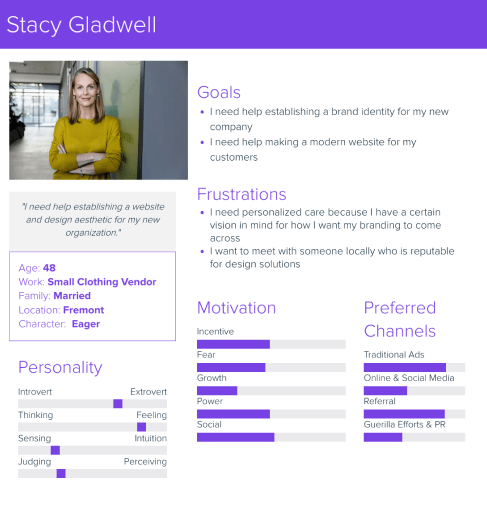 Stacy Gladwell
Goals
• I need help establishing a brand identity for my new
company
• I need help making a modern website for my
customers
"I need help establishing a website
and design aesthetic for my new
organization."
Frustrations
• I need personalized care because I have a certain
vision in mind for how I want my branding to come
across
• I want to meet with someone locally who is reputable
for design solutions
Age: 48
Work: Small Clothing Vendor
Family: Married
Location: Fremont
Character: Eager
Personality
Introvert Extrovert
Thinking Feeling
Sensing Intuition
Judging Perceiving
Motivation
Incentive
Fear
Growth
Power
Social
Preferred
Channels
Traditional Ads
Online & Social Media
Referral
Guerilla Efforts & PR